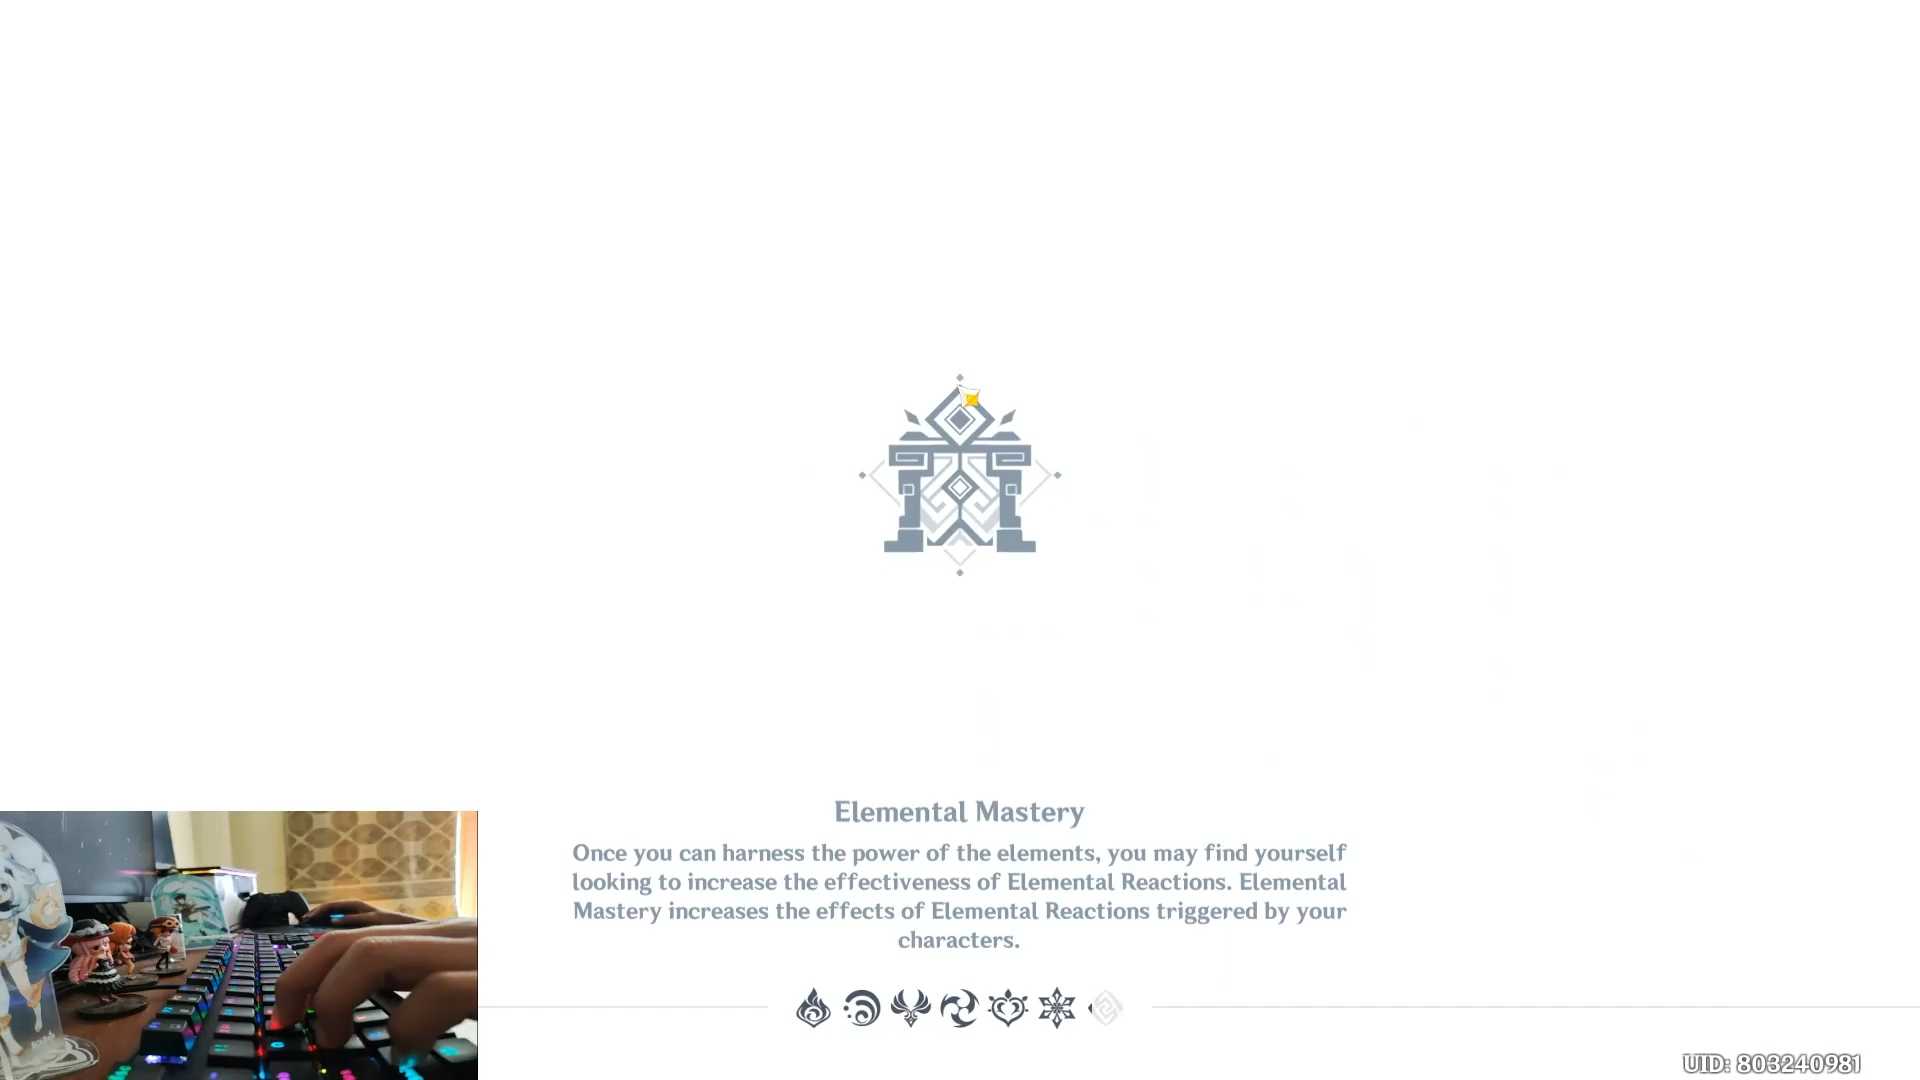 Elemental Mastery
Once you can harness the power of the elements, you may find yourself
looking to increase the effectiveness of Elemental Reactions. Elemental
Mastery increases the effects of Elemental Reactions triggered by your
characters.
UID: 803240981